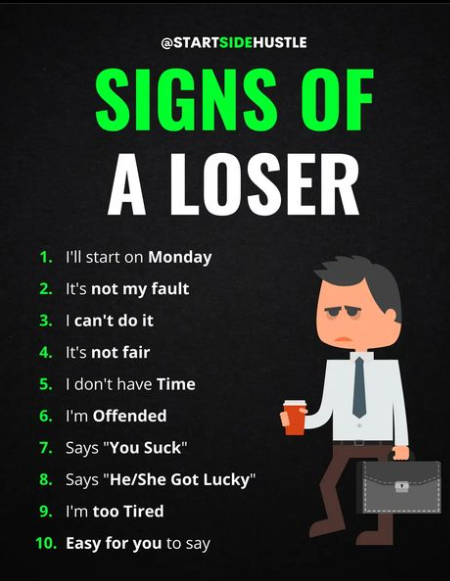 @STARTSIDEHUSTLE
SIGNS OF
A LOSER
1. I'll start on Monday
2. It's not my fault
3. I can't do it
4. It's not fair
5. I don't have Time
6. I'm Offended
7. Says "You Suck"
8. Says "He/She Got Lucky"
9. I'm too Tired
10. Easy for you to say